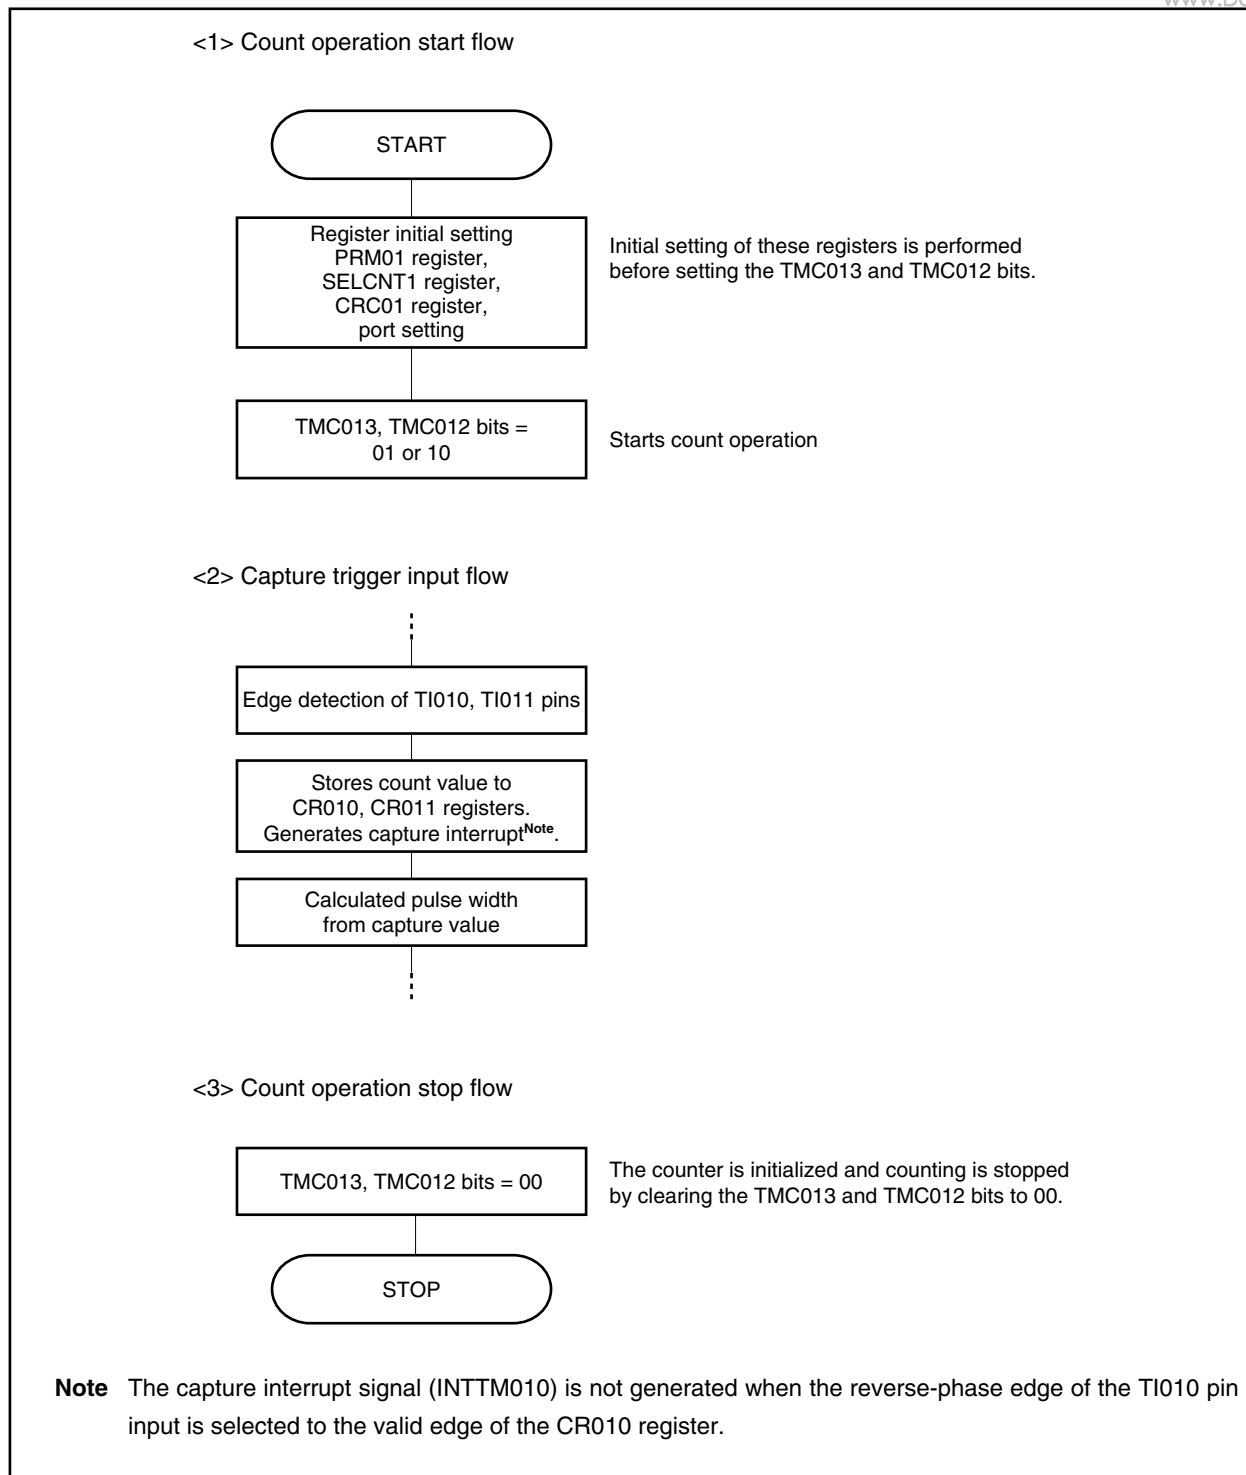 <1> Count operation start flow
START
Register initial setting
PRM01 register,
SELCNT1 register,
CRC01 register,
port setting
Initial setting of these registers is performed
before setting the TMC013 and TMC012 bits.
TMC013, TMC012 bits =
01 or 10
Starts count operation
<2> Capture trigger input flow
Edge detection of TI010, TI011 pins
Stores count value to
CR010, CR011 registers.
Generates capture interruptNote.
Calculated pulse width
from capture value
<3> Count operation stop flow
TMC013, TMC012 bits = 00
The counter is initialized and counting is stopped
by clearing the TMC013 and TMC012 bits to 00.
STOP
Note The capture interrupt signal (INTTM010) is not generated when the reverse-phase edge of the TI010 pin
input is selected to the valid edge of the CR010 register.